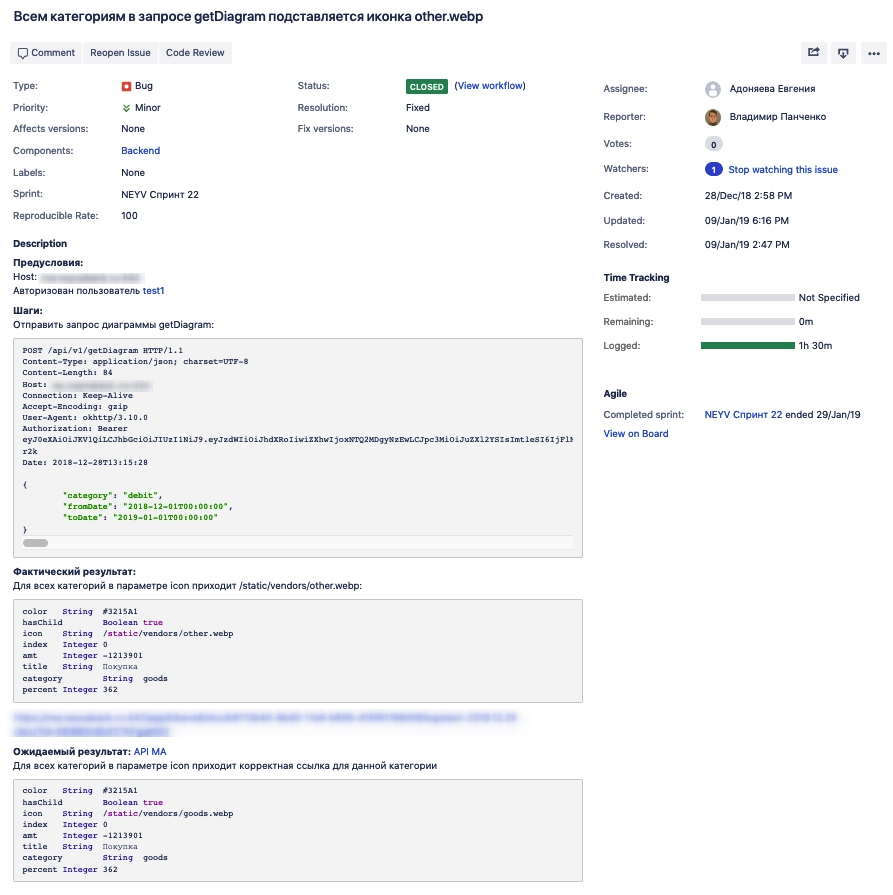 Всем категориям в запросе getDiagram подставляется иконка other.webp
Comment Reopen Issue Code Review
Type: Bug
Priority: Minor
Affects versions: None
Components: Backend
Labels: None
Sprint: NEYV Спринт 22
Reproducible Rate: 100
Status: CLOSED (View workflow)
Resolution: Fixed
Fix versions: None
Description
Предусловия:
Host:
Авторизован пользователь test1
Шаги:
Отправить запрос диаграммы getDiagram:
POST /api/v1/getDiagram HTTP/1.1
Content-Type: application/json; charset=UTF-8
Content-Length: 84
Host:
Connection: Keep-Alive
Accept-Encoding: gzip
User-Agent: okhttp/3.10.0
Authorization: Bearer
r2k
Date: 2018-12-28T13:15:28
{
"category": "debit",
"fromDate": "2018-12-01T00:00:00",
"toDate": "2019-01-01T00:00:00"
}
Фактический результат:
Для всех категорий в параметре icon приходит /static/vendors/other.webp:
color String #3215A1
hasChild Boolean true
icon String /static/vendors/other.webp
index Integer 0
amt Integer -1213901
title String Покупка
category String goods
percent Integer 362
Ожидаемый результат: API MA
Для всех категорий в параметре icon приходит корректная ссылка для данной категории
color String #3215A1
hasChild Boolean true
icon String /static/vendors/goods.webp
index Integer 0
amt Integer -1213901
title String Покупка
category String goods
percent Integer 362
Assignee: Адоняева Евгения
Reporter: Владимир Панченко
Votes: 0
Watchers: 1 Stop watching this issue
Created: 28/Dec/18 2:58 PM
Updated: 09/Jan/19 6:16 PM
Resolved: 09/Jan/19 2:47 PM
Time Tracking
Estimated: Not Specified
Remaining: 0m
Logged: 1h 30m
Agile
Completed sprint: NEYV Спринт 22 ended 29/Jan/19
View on Board